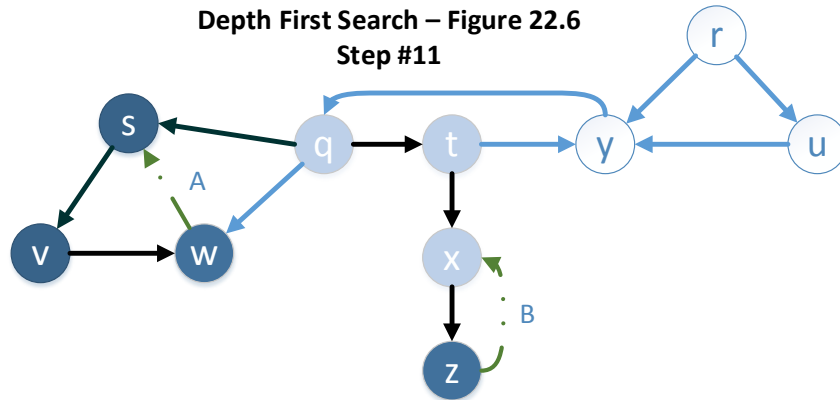 Depth First Search – Figure 22.6
Step #11
r
s
q
t
y
u
A
v
w
x
B
z